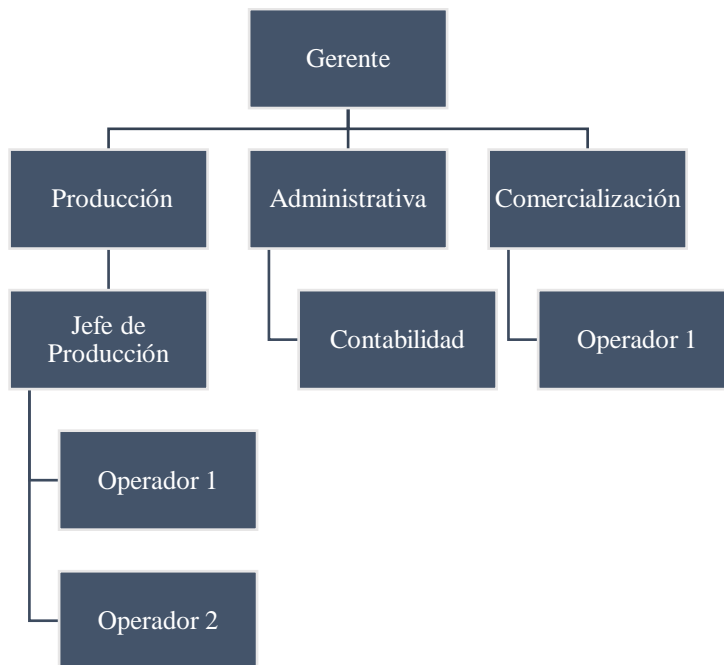 Gerente
Producción
Administrativa
Comercialización
Jefe de
Producción
Contabilidad
Operador 1
Operador 1
Operador 2